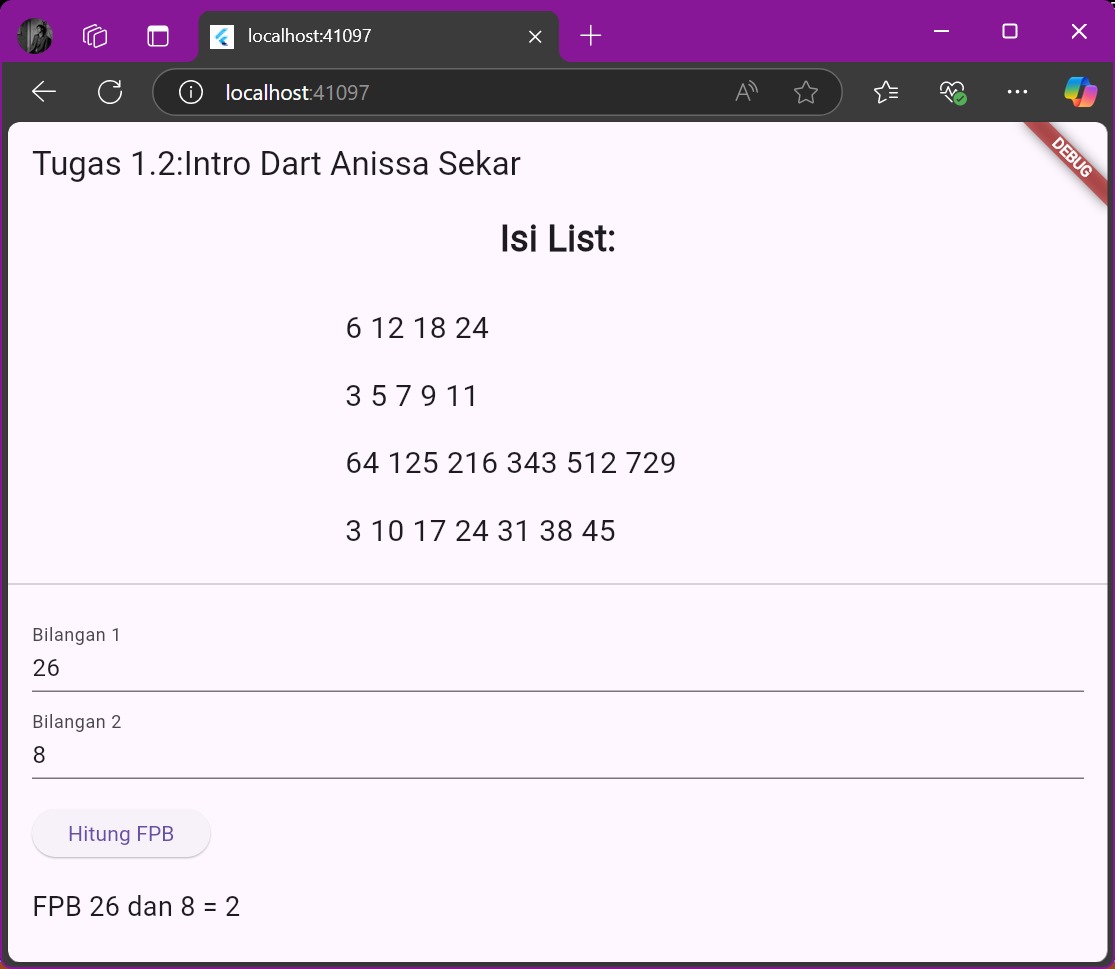 localhost:41097
localhost:41097
Tugas 1.2:Intro Dart Anissa Sekar
DEBUG
Isi List:
6 12 18 24
3 5 7 9 11
64 125 216 343 512 729
3 10 17 24 31 38 45
Bilangan 1
26
Bilangan 2
8
Hitung FPB
FPB 26 dan 8 = 2